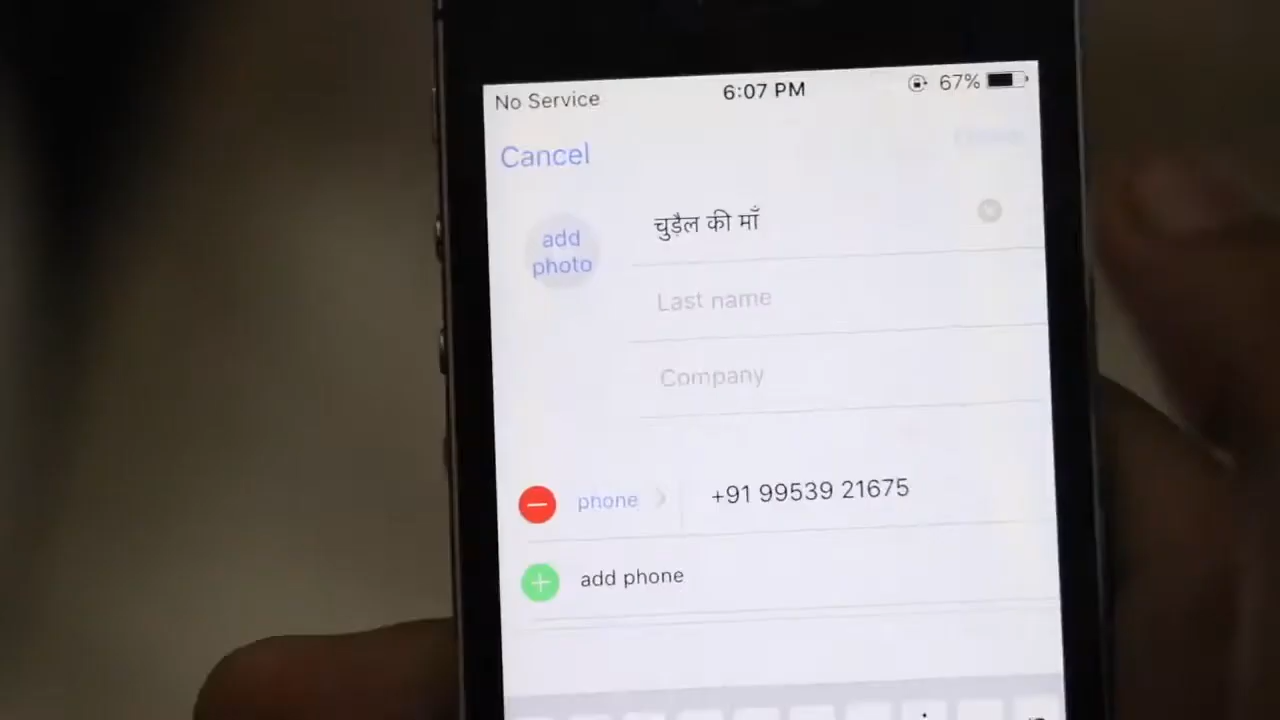 No Service 6:07 PM 67%
Cancel
add
photo
चुड़ैल की माँ
Last name
Company
phone +91 99539 21675
add phone